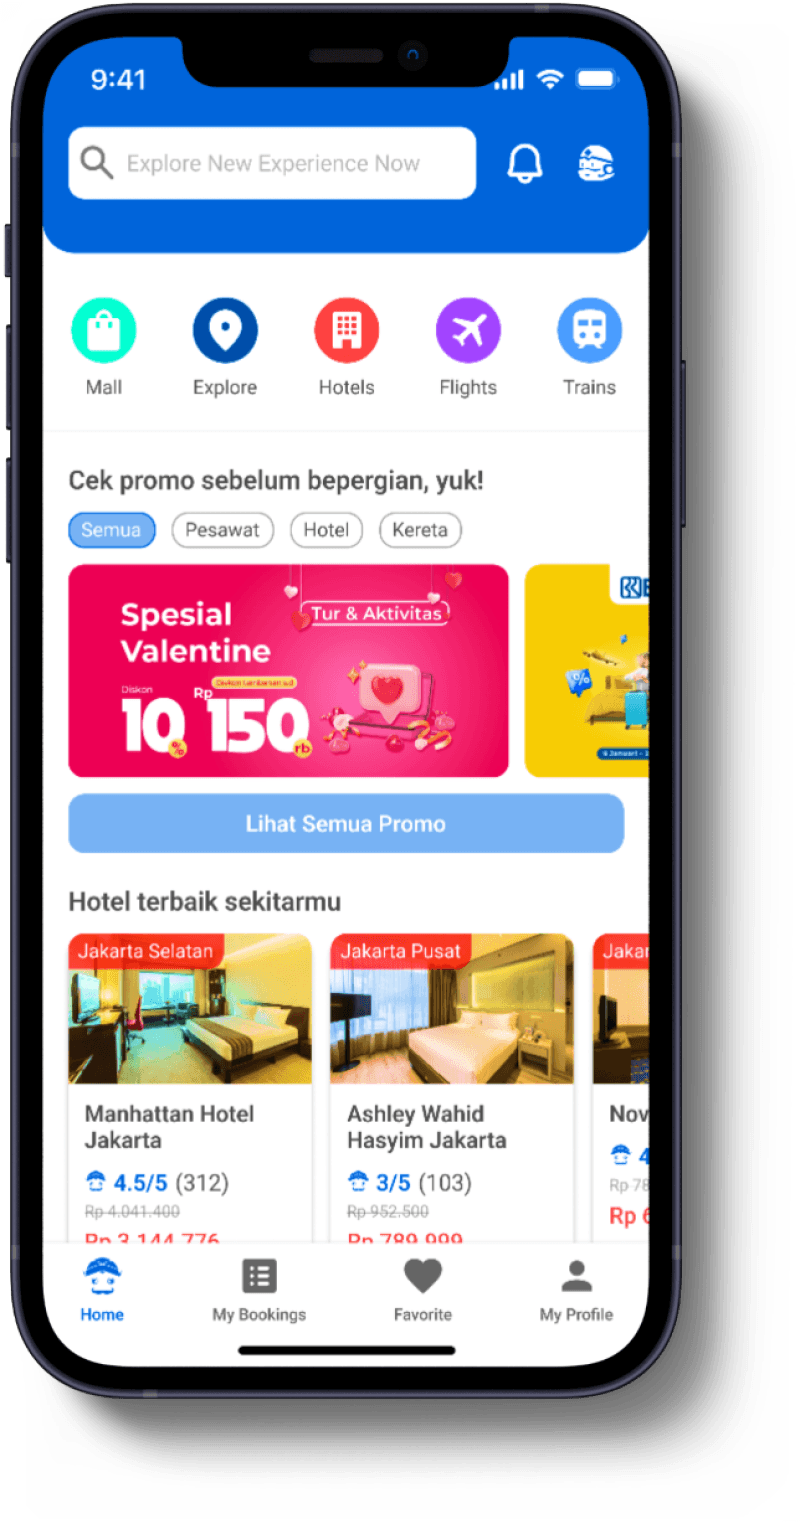 9:41
Explore New Experience Now
Mall
Explore
Hotels
Flights
Trains
Cek promo sebelum bepergian, yuk!
Semua
Pesawat
Hotel
Kereta
Spesial
Valentine
Tur & Aktivitas
Diskon
10%
Rp 150 rb
Lihat Semua Promo
Hotel terbaik sekitarmu
Jakarta Selatan
Jakarta Pusat
Manhattan Hotel
Jakarta
4.5/5 (312)
Rp 4.041.400
Rp 3.144.776
Ashley Wahid
Hasyim Jakarta
3/5 (103)
Rp 952.500
Rp 789.999
Nov
4
Rp 78
Rp 6
Home
My Bookings
Favorite
My Profile